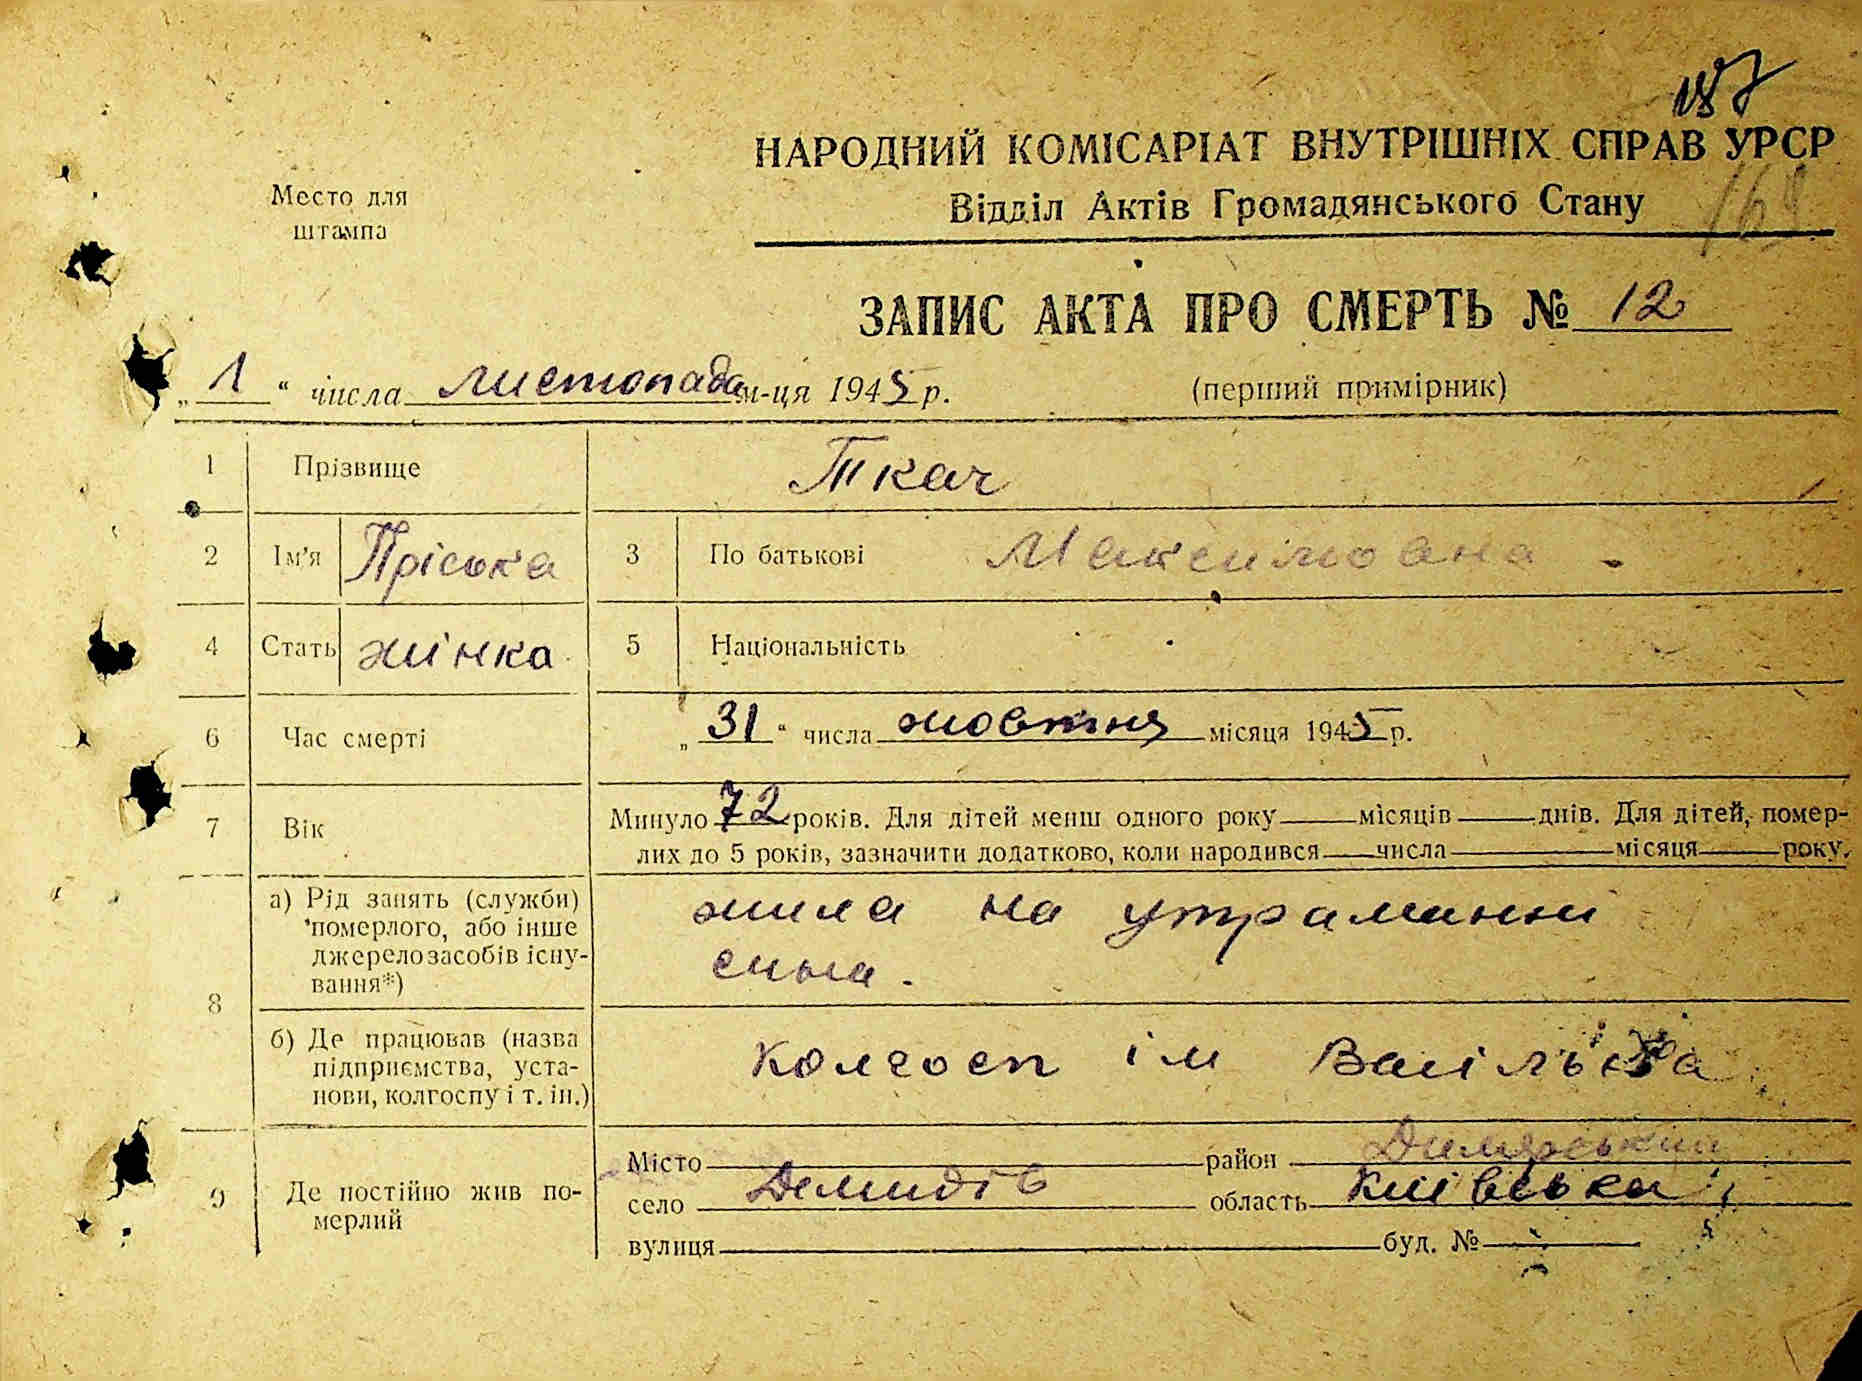 187
НАРОДНИЙ КОМІСАРІАТ ВНУТРІШНІХ СПРАВ УРСР
Відділ Актів Громадянського Стану
169
Место для
штампа
ЗАПИС АКТА ПРО СМЕРТЬ № 12
„ 1 “ числа листопада м-ця 1945 р.
(перший примірник)
1 Прізвище Ткач
2 Ім'я Пріська 3 По батькові Максимовна
4 Стать жінка 5 Національність
6 Час смерті „ 31 “ числа жовтня місяця 1945 р.
7 Вік Минуло 72 років. Для дітей менш одного року місяців днів. Для дітей, помер-
лих до 5 років, зазначити додатково, коли народився числа місяця року.
8 а) Рід занять (служби)
померлого, або інше
джерело засобів існу-
вання*)
жила на утраманни
сына.
б) Де працював (назва
підприємства, уста-
нови, колгоспу і т. ін.)
Колгосп ім
9 Де постійно жив по-
мерлий
Місто район Димерський
село Демидів область Київська
вулиця буд. №